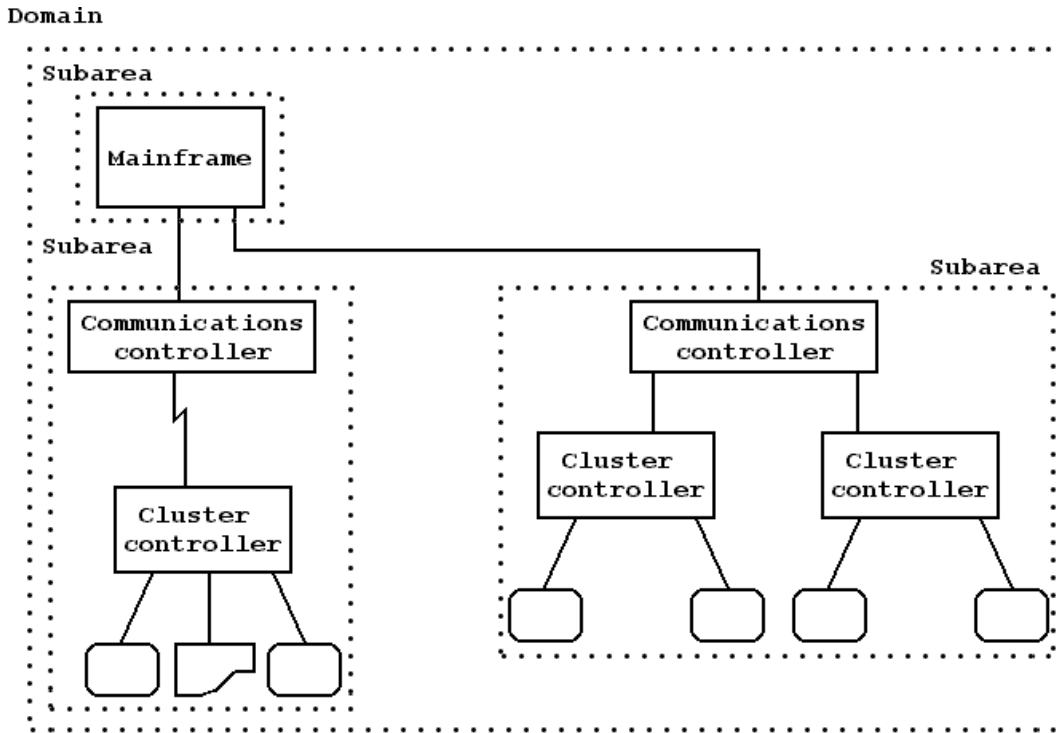 Domain
Subarea
Mainframe
Subarea
Subarea
Communications
controller
Communications
controller
Cluster
controller
Cluster
controller
Cluster
controller